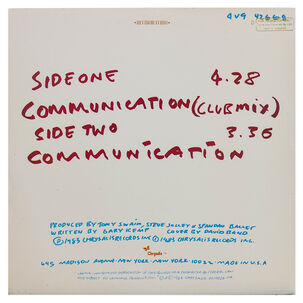 4V9 42668
SIDE ONE 4.28
COMMUNICATION (CLUB MIX)
SIDE TWO 3.36
COMMUNICATION
PRODUCED BY TONY SWAIN, STEVE JOLLEY & SPANDAU BALLET
WRITTEN BY GARY KEMP COVER BY DAVID BAND
℗ 1983 CHRYSALIS RECORDS INC © 1983 CHRYSALIS RECORDS INC.
Chrysalis
645 MADISON AVENUE NEW YORK NEW YORK 10022 MADE IN U.S.A